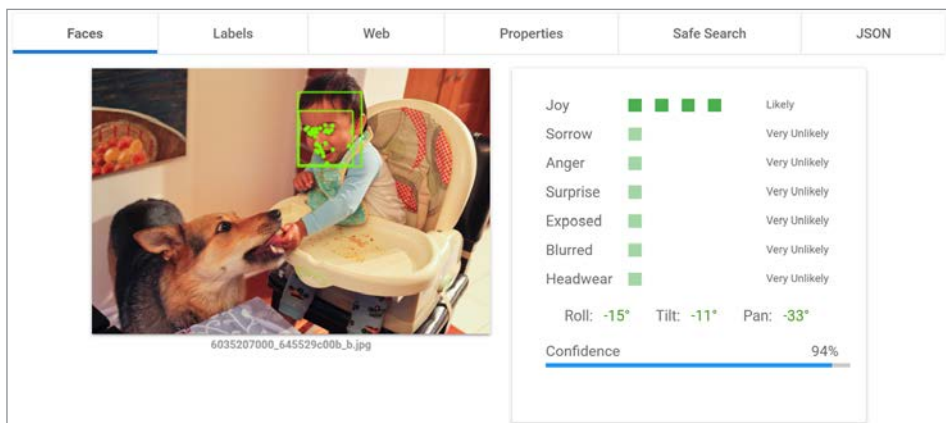 Faces Labels Web Properties Safe Search JSON
Joy Likely
Sorrow Very Unlikely
Anger Very Unlikely
Surprise Very Unlikely
Exposed Very Unlikely
Blurred Very Unlikely
Headwear Very Unlikely
Roll: -15° Tilt: -11° Pan: -33°
Confidence 94%
6035207000_645529c00b_b.jpg